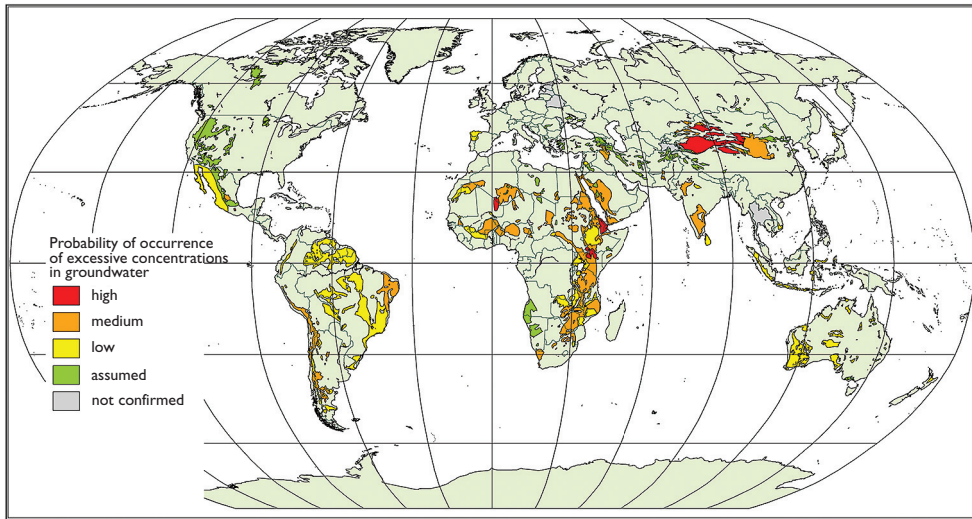 Probability of occurrence
of excessive concentrations
in groundwater
high
medium
low
assumed
not confirmed